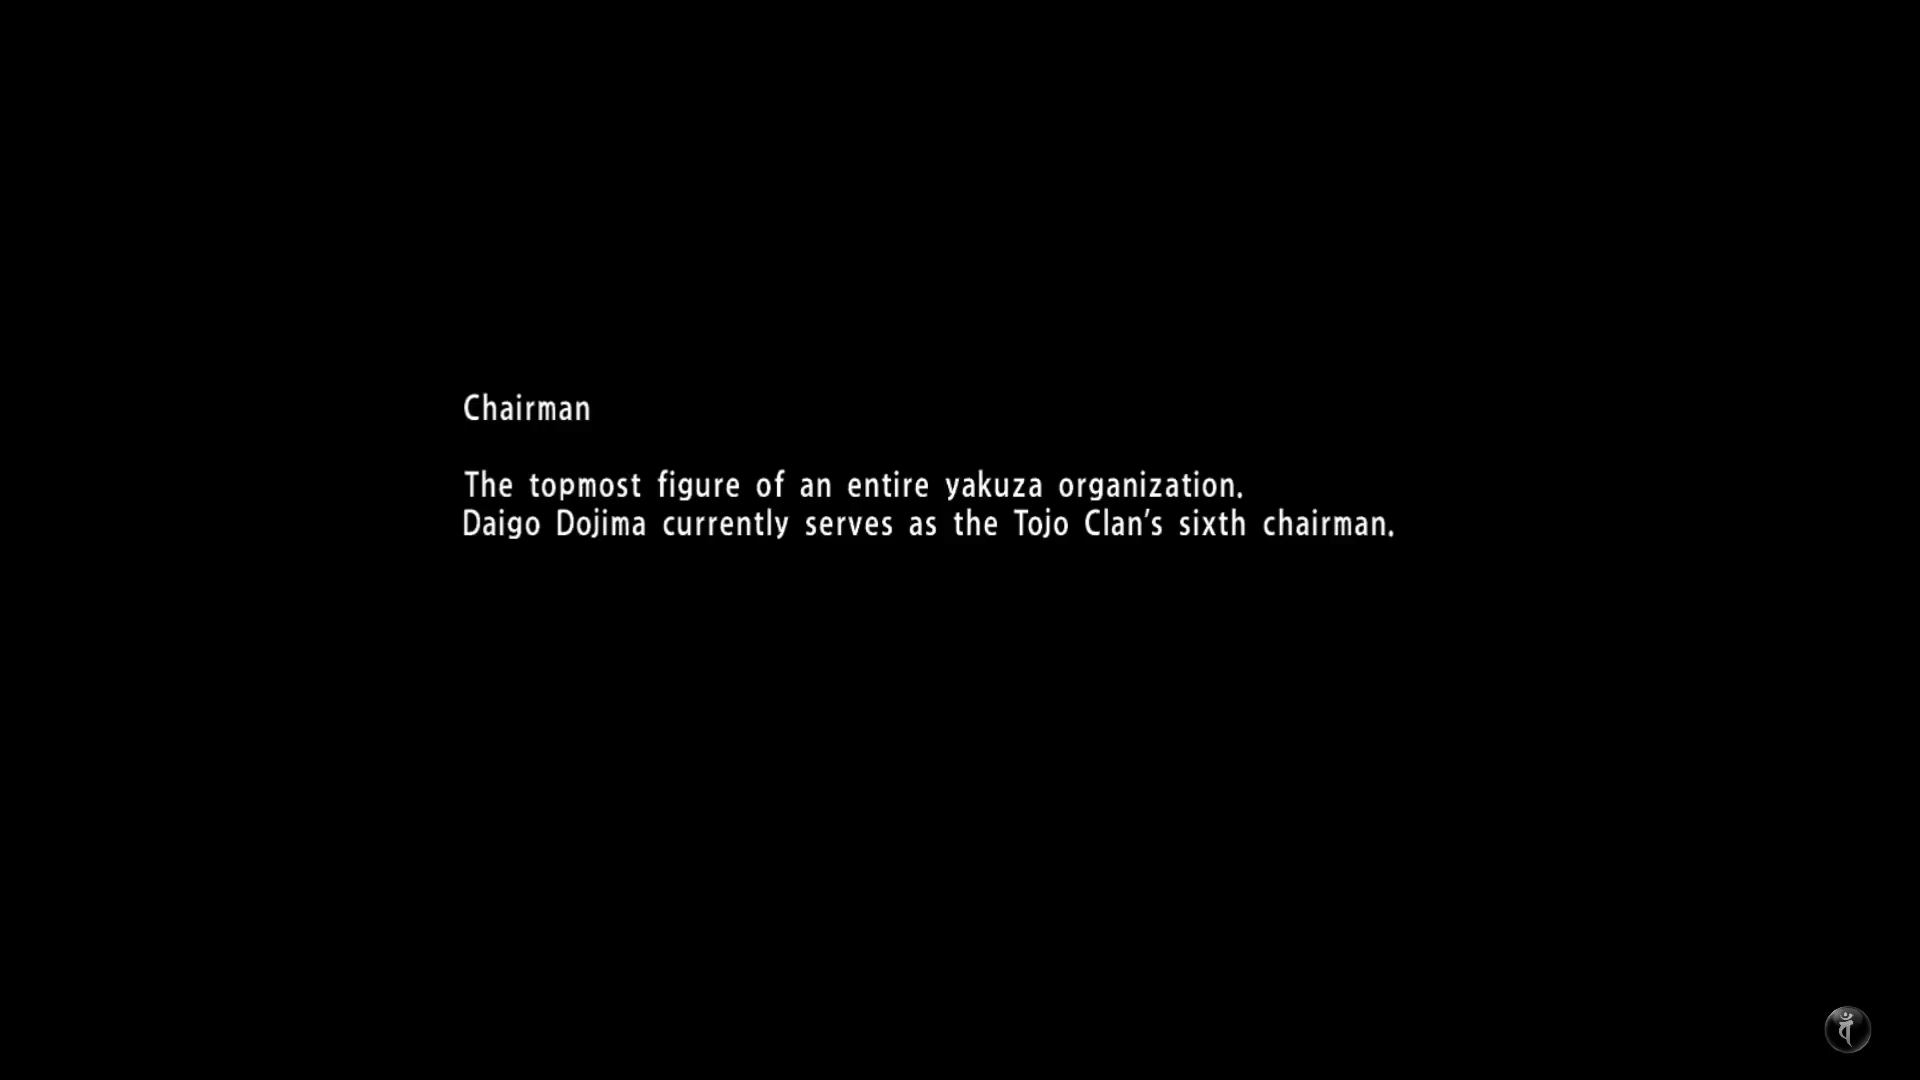 Chairman
The topmost figure of an entire yakuza organization.
Daigo Dojima currently serves as the Tojo Clan's sixth chairman.